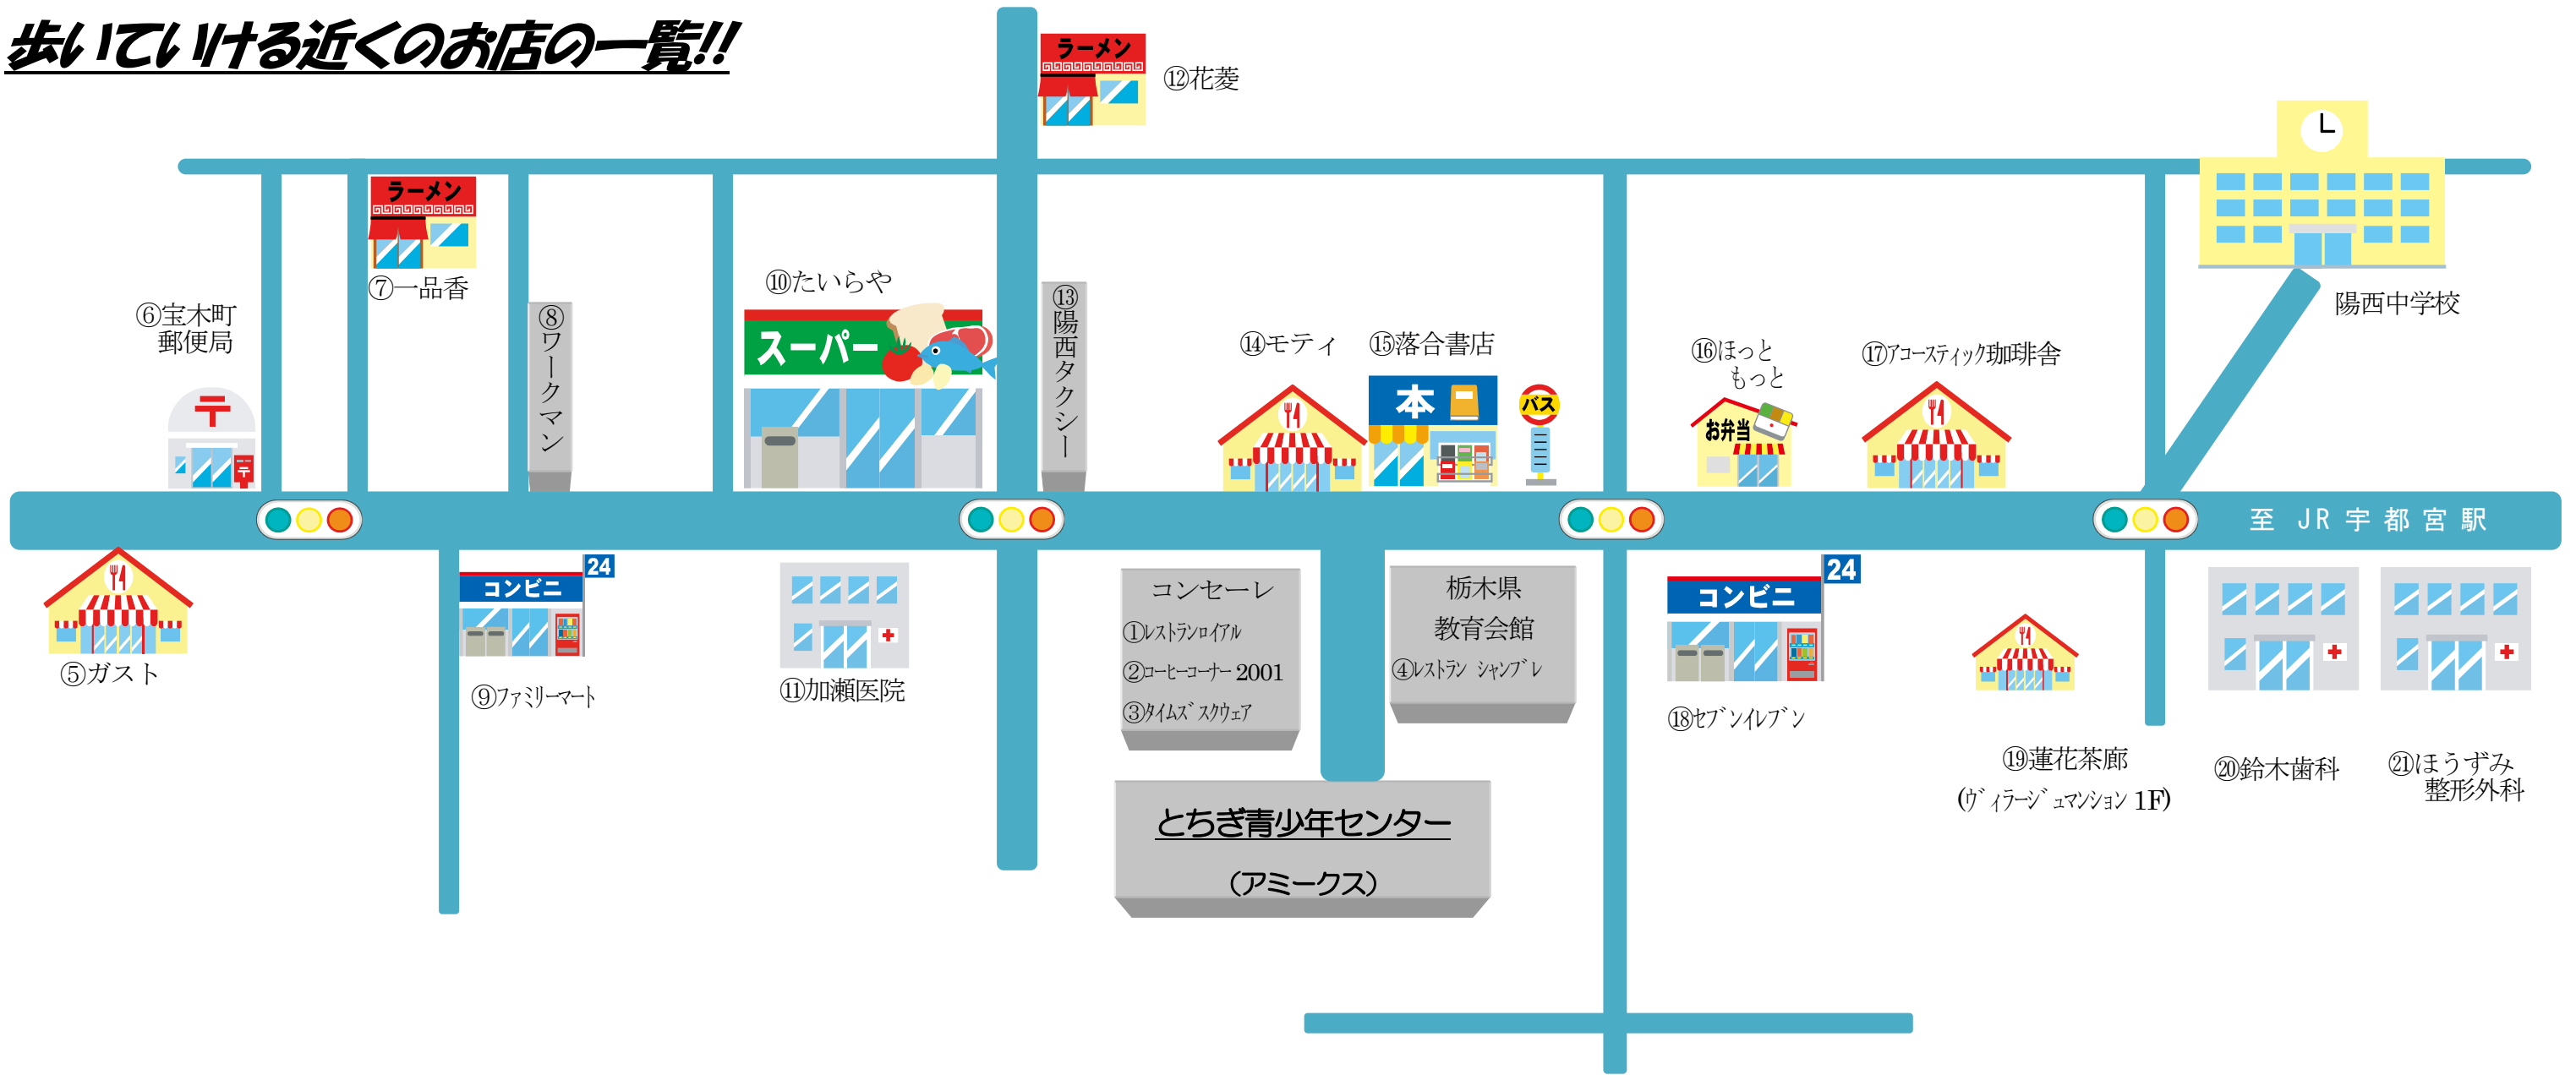 歩いていける近くのお店の一覧!!
ラーメン
⑫花菱
ラーメン
⑦一品香
⑥宝木町
郵便局
〒
〒
⑧ワークマン
⑩たいらや
スーパー
⑬陽西タクシー
⑭モティ
⑮落合書店
本
バス
⑯ほっと
もっと
お弁当
⑰アコースティック珈琲舎
陽西中学校
至 JR宇都宮駅
⑤ガスト
コンビニ
24
⑨ファミリーマート
⑪加瀬医院
コンセーレ
①レストランロイアル
②コーヒーコーナー 2001
③タイムズスクウェア
栃木県
教育会館
④レストラン シャンブレ
コンビニ
24
⑱セブンイレブン
⑲蓮花茶廊
(ヴィラージュマンション 1F)
⑳鈴木歯科
㉑ほうずみ
整形外科
とちぎ青少年センター
(アミークス)